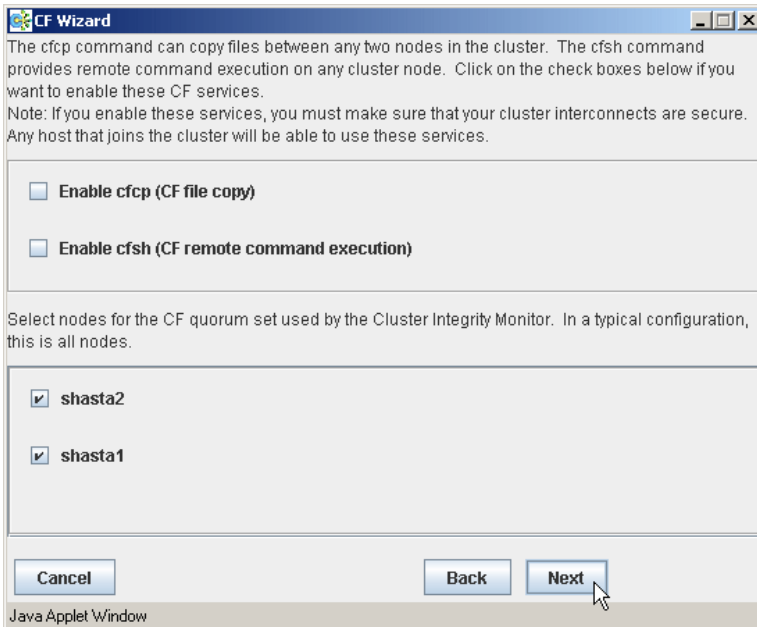 CF Wizard
The cfcp command can copy files between any two nodes in the cluster. The cfsh command
provides remote command execution on any cluster node. Click on the check boxes below if you
want to enable these CF services.
Note: If you enable these services, you must make sure that your cluster interconnects are secure.
Any host that joins the cluster will be able to use these services.
Enable cfcp (CF file copy)
Enable cfsh (CF remote command execution)
Select nodes for the CF quorum set used by the Cluster Integrity Monitor. In a typical configuration,
this is all nodes.
shasta2
shasta1
Cancel Back Next
Java Applet Window